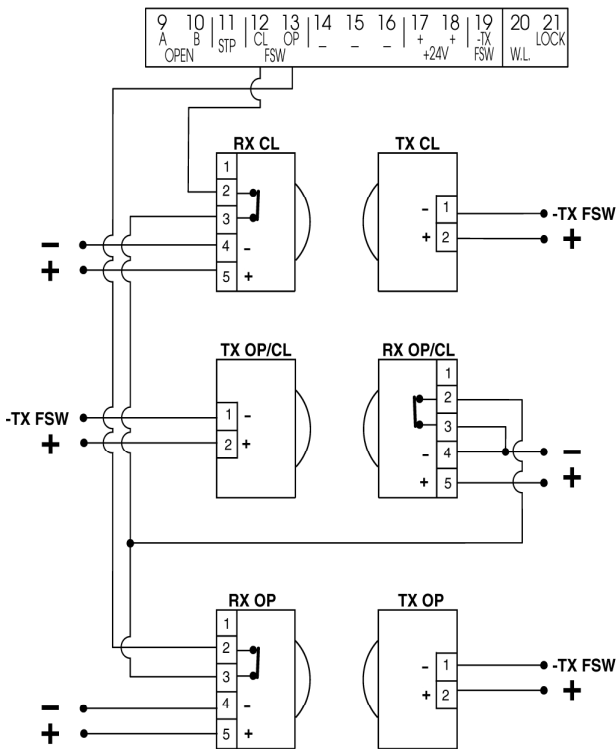 9 10 11 12 13 14 15 16 17 18 19 20 21
A B STP CL OP – – – + + -TX LOCK
OPEN FSW +24V FSW W.L.
RX CL
1
2
3
4 -
5 +
−
+
TX CL
- 1
+ 2
-TX FSW
+
TX OP/CL
1 -
2 +
-TX FSW
+
RX OP/CL
1
2
3
- 4
+ 5
−
+
RX OP
1
2
3
4 -
5 +
−
+
TX OP
- 1
+ 2
-TX FSW
+